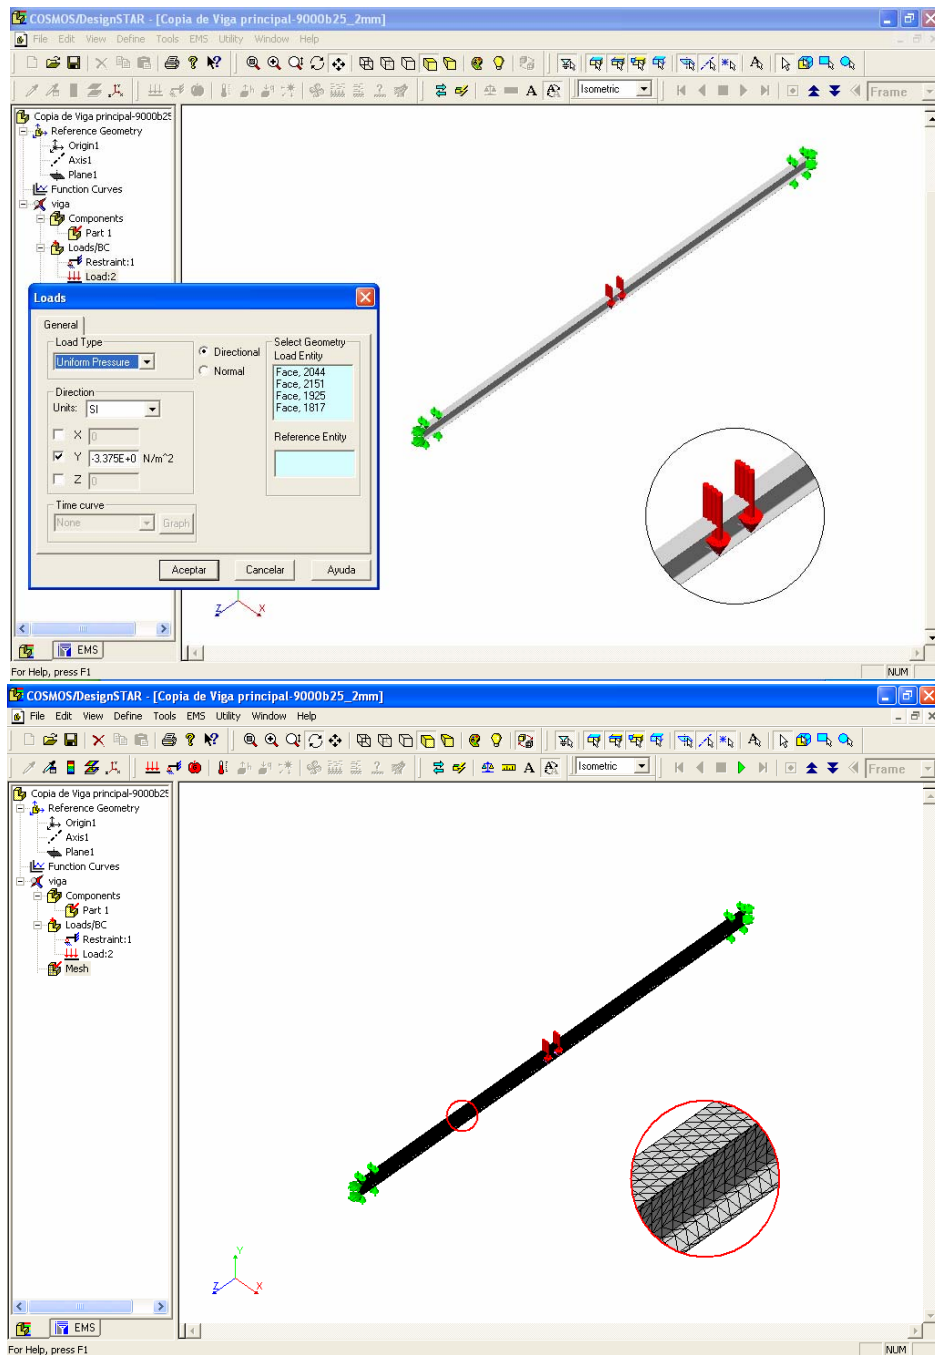 COSMOS/DesignSTAR - [Copia de Viga principal-9000b25_2mm]
File Edit View Define Tools EMS Utility Window Help
A Isometric Frame
Copia de Viga principal-9000b25
Reference Geometry
Origin1
Axis1
Plane1
Function Curves
viga
Components
Part 1
Loads/BC
Restraint:1
Load:2
Loads
General
Load Type
Uniform Pressure
Directional
Normal
Select Geometry
Load Entity
Face, 2044
Face, 2151
Face, 1925
Face, 1817
Direction
Units: SI
X 0
Y -3.375E+0 N/m^2
Z 0
Reference Entity
Time curve
None Graph
Aceptar Cancelar Ayuda
Z X
EMS
For Help, press F1 NUM
COSMOS/DesignSTAR - [Copia de Viga principal-9000b25_2mm]
File Edit View Define Tools EMS Utility Window Help
A Isometric Frame
Copia de Viga principal-9000b25
Reference Geometry
Origin1
Axis1
Plane1
Function Curves
viga
Components
Part 1
Loads/BC
Restraint:1
Load:2
Mesh
Y
Z X
EMS
For Help, press F1 NUM